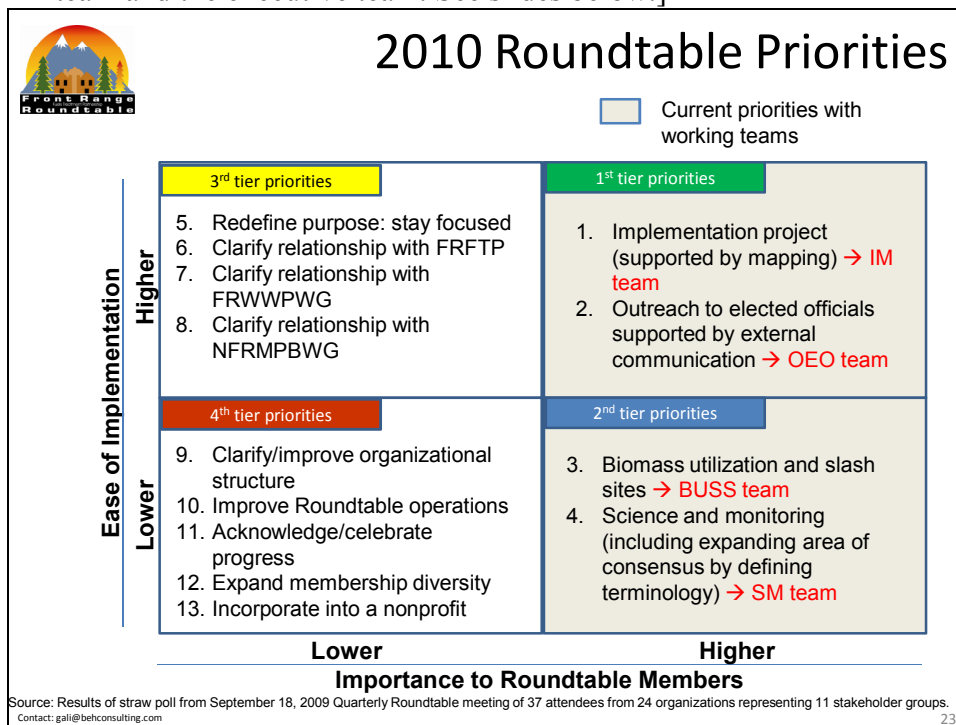 2010 Roundtable Priorities
Front Range
Roundtable
Current priorities with
working teams
3rd tier priorities
5. Redefine purpose: stay focused
6. Clarify relationship with FRFTP
7. Clarify relationship with
FRWWPWG
8. Clarify relationship with
NFRMPBWG
1st tier priorities
1. Implementation project
(supported by mapping) → IM
team
2. Outreach to elected officials
supported by external
communication → OEO team
4th tier priorities
9. Clarify/improve organizational
structure
10. Improve Roundtable operations
11. Acknowledge/celebrate
progress
12. Expand membership diversity
13. Incorporate into a nonprofit
2nd tier priorities
3. Biomass utilization and slash
sites → BUSS team
4. Science and monitoring
(including expanding area of
consensus by defining
terminology) → SM team
Ease of Implementation
Higher
Lower
Lower
Higher
Importance to Roundtable Members
Source: Results of straw poll from September 18, 2009 Quarterly Roundtable meeting of 37 attendees from 24 organizations representing 11 stakeholder groups.
Contact: gali@behconsulting.com
23